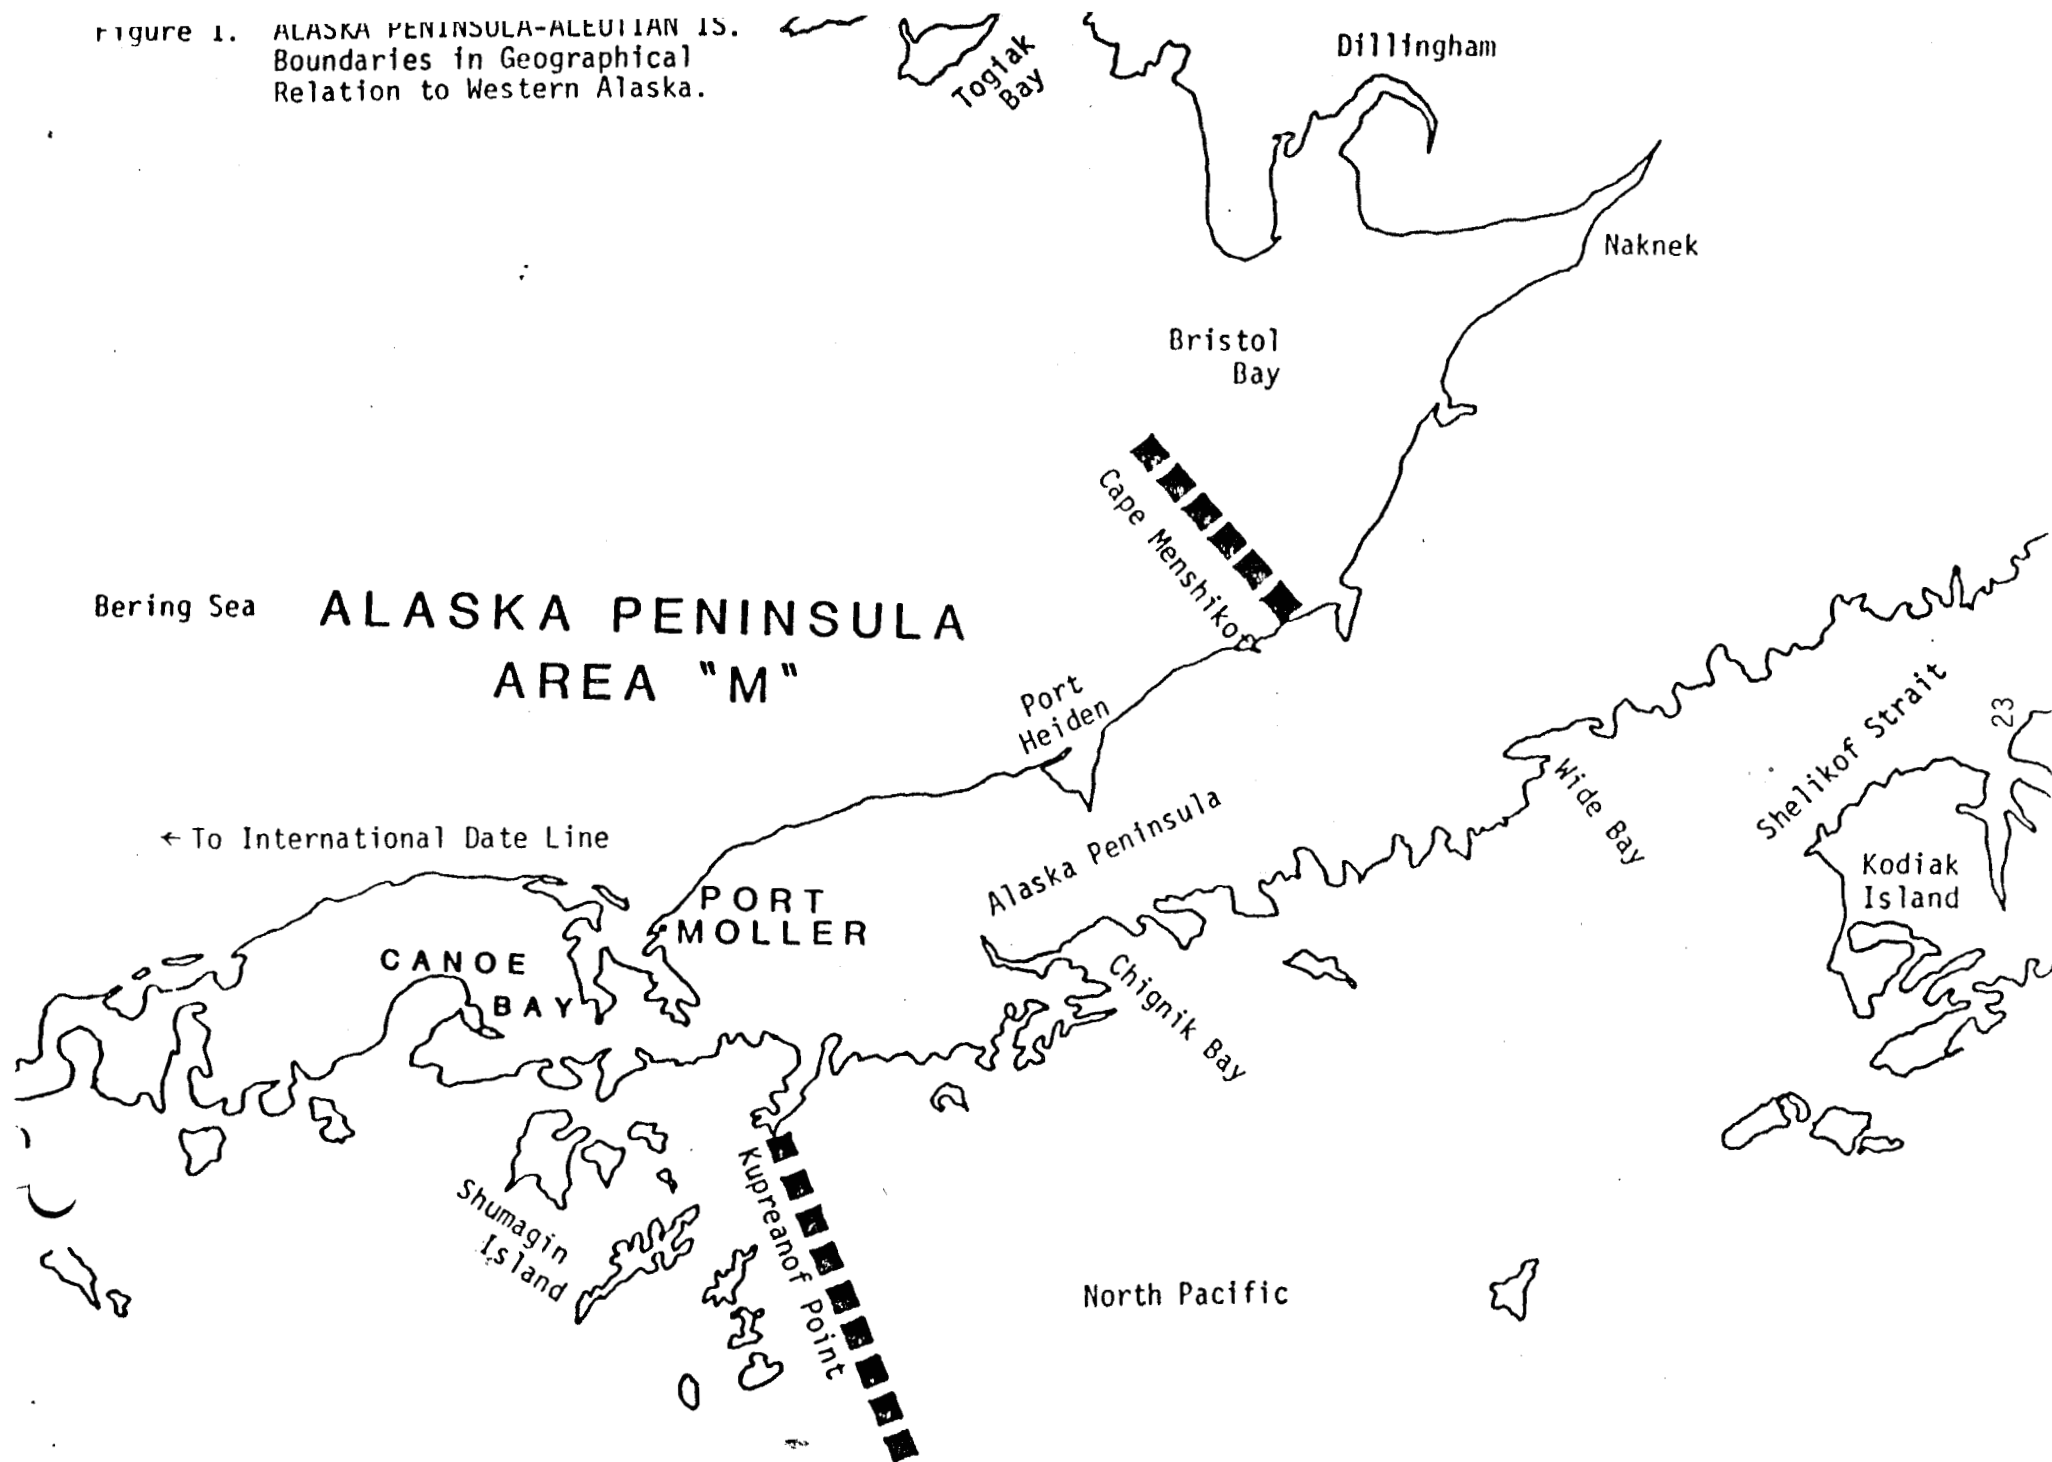 Figure 1. ALASKA PENINSULA-ALEUTIAN IS.
Boundaries in Geographical
Relation to Western Alaska.
Togiak
Bay
Dillingham
Naknek
Bristol
Bay
Cape Menshikof
Bering Sea
ALASKA PENINSULA
AREA "M"
Port
Heiden
Shelikof Strait
23
Wide Bay
← To International Date Line
Alaska Peninsula
Kodiak
Island
PORT
MOLLER
CANOE
BAY
Chignik Bay
Shumagin
Island
Kupreanof Point
North Pacific